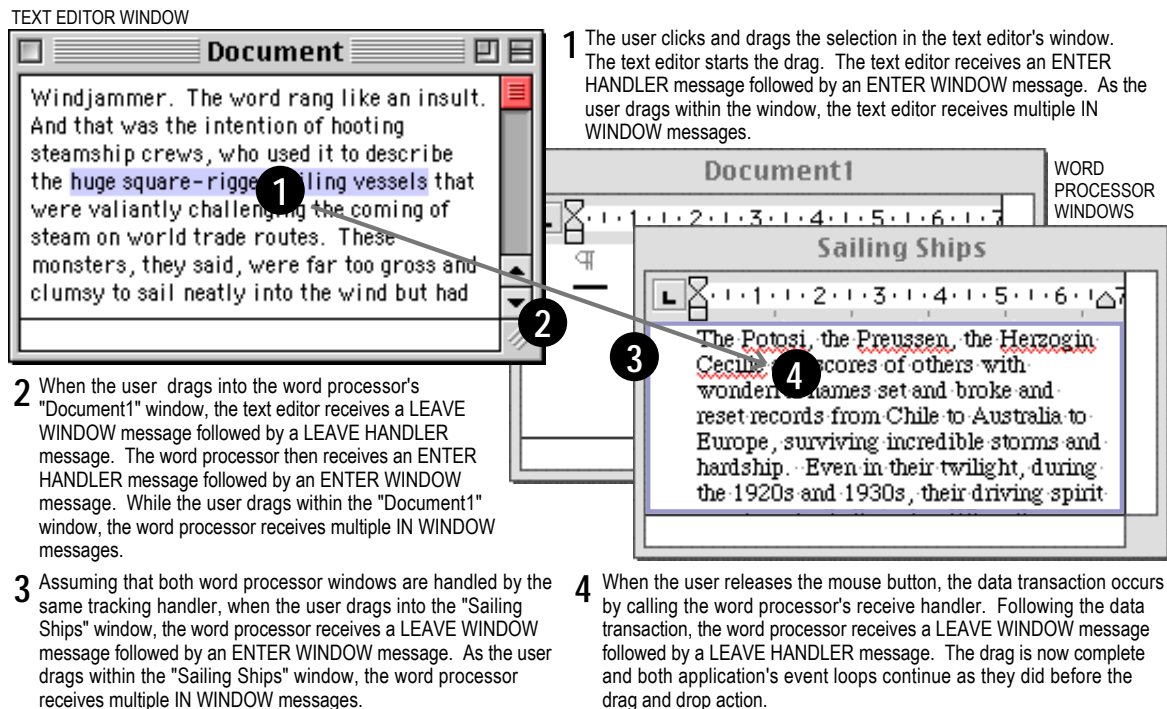 TEXT EDITOR WINDOW
Document
Windjammer. The word rang like an insult.
And that was the intention of hooting
steamship crews, who used it to describe
the huge square-rigge iling vessels that
were valiantly challenging the coming of
steam on world trade routes. These
monsters, they said, were far too gross and
clumsy to sail neatly into the wind but had
1
1 The user clicks and drags the selection in the text editor's window.
The text editor starts the drag. The text editor receives an ENTER
HANDLER message followed by an ENTER WINDOW message. As the
user drags within the window, the text editor receives multiple IN
WINDOW messages.
Document1
WORD
PROCESSOR
WINDOWS
1 2 3 4 5 6 7
¶
Sailing Ships
L 1 2 3 4 5 6 7
The Potosi, the Preussen, the Herzogin
Cecilie scores of others with
names set and broke and
reset records from Chile to Australia to
Europe, surviving incredible storms and
hardship. Even in their twilight, during
the 1920s and 1930s, their driving spirit
2
3
4
2 When the user drags into the word processor's
"Document1" window, the text editor receives a LEAVE
WINDOW message followed by a LEAVE HANDLER
message. The word processor then receives an ENTER
HANDLER message followed by an ENTER WINDOW
message. While the user drags within the "Document1"
window, the word processor receives multiple IN WINDOW
messages.
3 Assuming that both word processor windows are handled by the
same tracking handler, when the user drags into the "Sailing
Ships" window, the word processor receives a LEAVE WINDOW
message followed by an ENTER WINDOW message. As the user
drags within the "Sailing Ships" window, the word processor
receives multiple IN WINDOW messages.
4 When the user releases the mouse button, the data transaction occurs
by calling the word processor's receive handler. Following the data
transaction, the word processor receives a LEAVE WINDOW message
followed by a LEAVE HANDLER message. The drag is now complete
and both application's event loops continue as they did before the
drag and drop action.